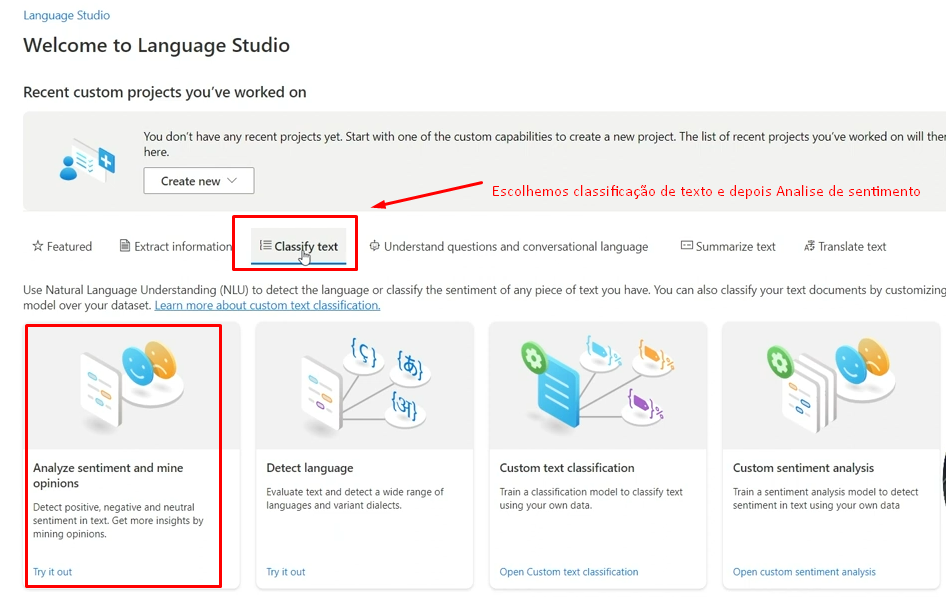 Language Studio
Welcome to Language Studio
Recent custom projects you've worked on
You don't have any recent projects yet. Start with one of the custom capabilities to create a new project. The list of recent projects you've worked on will
here.
Create new
Escolhemos classificação de texto e depois Analise de sentimento
Featured
Extract information
Classify text
Understand questions and conversational language
Summarize text
Translate text
Use Natural Language Understanding (NLU) to detect the language or classify the sentiment of any piece of text you have. You can also classify your text documents by customizing
model over your dataset. Learn more about custom text classification.
{ç}
{あ}
{अ}
Analyze sentiment and mine
opinions
Detect positive, negative and neutral
sentiment in text. Get more insights by
mining opinions.
Try it out
Detect language
Evaluate text and detect a wide range of
languages and variant dialects.
Try it out
Custom text classification
Train a classification model to classify text
using your own data.
Open Custom text classification
Custom sentiment analysis
Train a sentiment analysis model to detect
sentiment in text using your own data
Open custom sentiment analysis